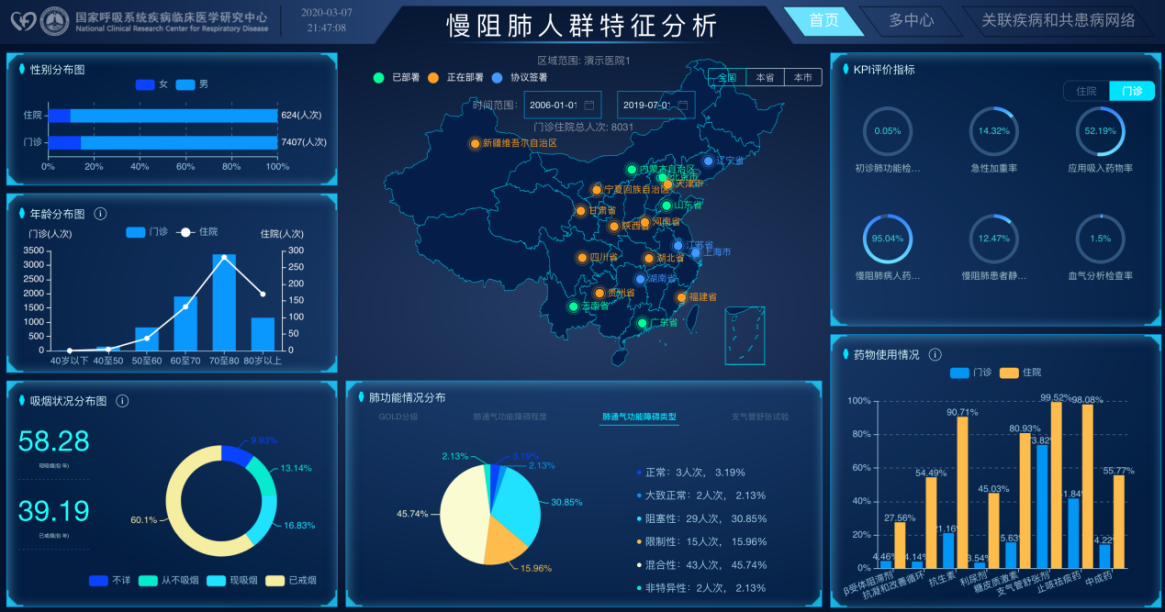 国家呼吸系统疾病临床医学研究中心
National Clinical Research Center for Respiratory Disease
2020-03-07
21:47:08
慢阻肺人群特征分析
首页
多中心
关联疾病和共患病网络
性别分布图
女 男
住院 624(人次)
门诊 7407(人次)
0% 20% 40% 60% 80% 100%
年龄分布图
门诊(人次) 门诊 住院 住院(人次)
3500 300
3000 250
2500
2000 200
1500 150
1000 100
500 50
0 0
40岁以下 40至50 50至60 60至70 70至80 80岁以上
吸烟状况分布图
58.28
39.19
9.93%
13.14%
16.83%
60.1%
不详 从不吸烟 现吸烟 已戒烟
区域范围: 演示医院1
已部署 正在部署 协议签署
全国 本省 本市
时间范围: 2006-01-01 2019-07-0
门诊住院总人次: 8031
新疆维吾尔自治区
辽宁省
内蒙古自治区
北京市
天津市
宁夏回族自治区
山东省
甘肃省
河南省
陕西省
江苏省
上海市
四川省
湖北省
湖南省
贵州省
福建省
云南省
广东省
肺功能情况分布
GOLD分级 肺通气功能障碍程度 肺通气功能障碍类型 支气管舒张试验
3.19%
2.13%
30.85%
15.96%
45.74%
2.13%
正常: 3人次, 3.19%
大致正常: 2人次, 2.13%
阻塞性: 29人次, 30.85%
限制性: 15人次, 15.96%
混合性: 43人次, 45.74%
非特异性: 2人次, 2.13%
KPI评价指标
住院 门诊
0.05% 14.32% 52.19%
初诊肺功能检... 急性加重率 应用吸入药物率
95.04% 12.47% 1.5%
慢阻肺病人药... 慢阻肺患者静... 血气分析检查率
药物使用情况
门诊 住院
100%
80%
60%
40%
20%
0%
4.46% 27.56%
4.14% 54.49%
21.16% 90.71%
3.54% 45.03%
5.63% 80.93%
73.82 99.52%
41.84% 98.08%
4.22% 55.77%
β受体阻滞剂
抗凝和改善循环
抗生素
利尿剂
糖皮质激素
支气管舒张剂
止咳祛痰药
中成药